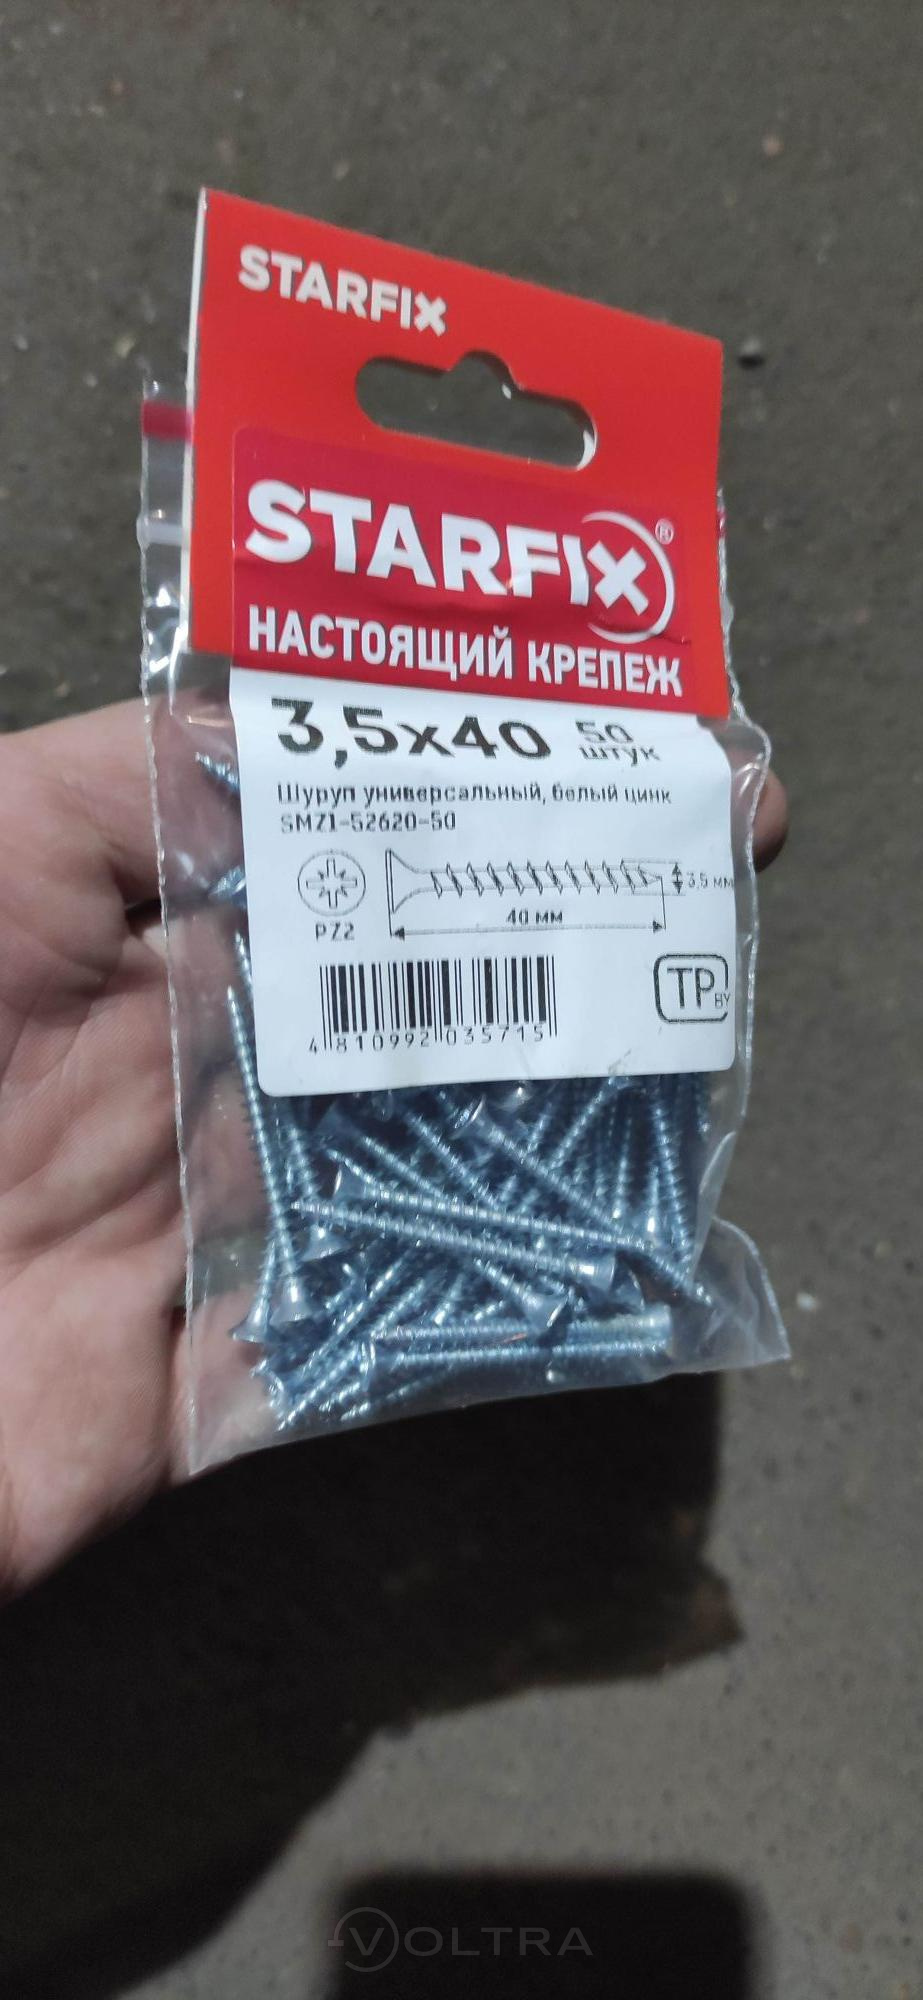 STARFIX
STARFIX®
НАСТОЯЩИЙ КРЕПЕЖ
3,5x40 50 штук
Шуруп универсальный, белый цинк
SMZ1-52620-50
3,5 мм
40 мм
PZ2
TP BY
4 810992 035715
VOLTRA